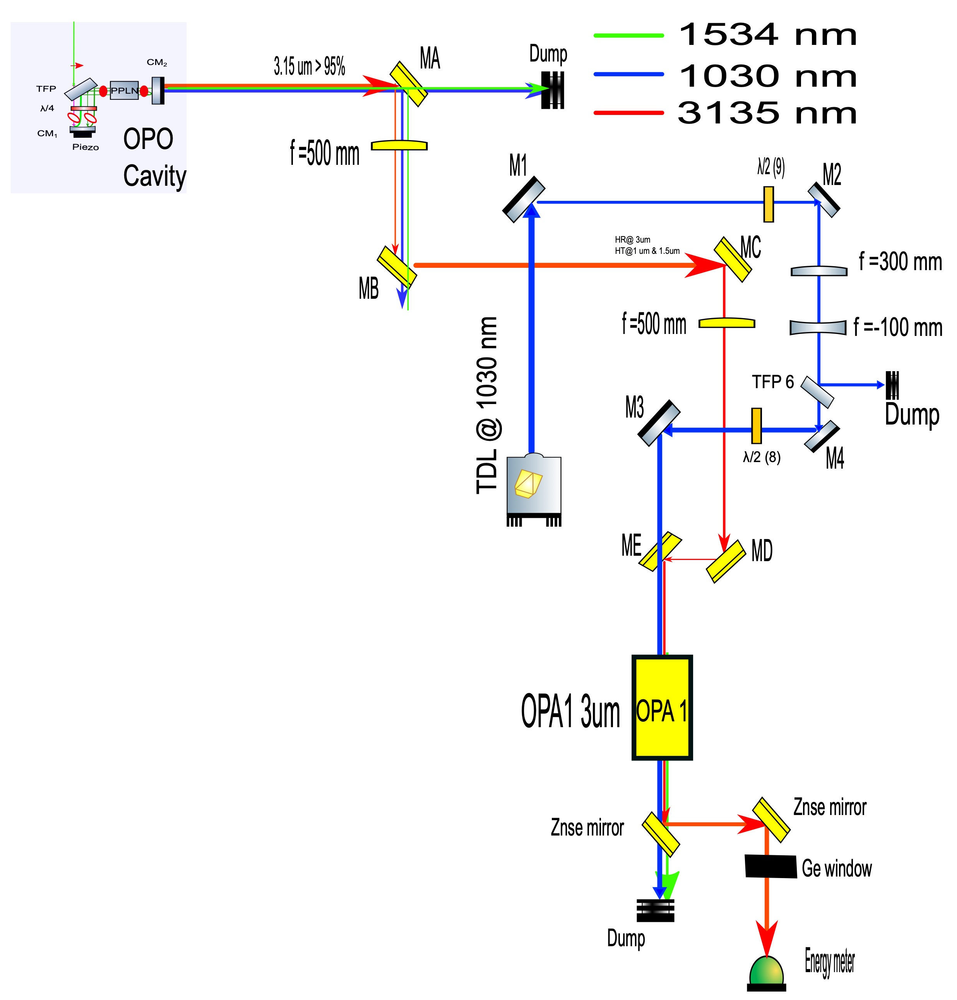 1534 nm
1030 nm
3135 nm
TFP
λ/4
CM1
Piezo
PPLN
CM2
OPO
Cavity
3.15 um > 95%
MA
Dump
f =500 mm
MB
M1
λ/2 (9)
M2
HR@ 3um
HT@1 um & 1.5um
MC
f =300 mm
f =500 mm
f =-100 mm
TDL @ 1030 nm
TFP 6
Dump
M3
λ/2 (8)
M4
ME
MD
OPA1 3um
OPA 1
Znse mirror
Znse mirror
Ge window
Dump
Energy meter